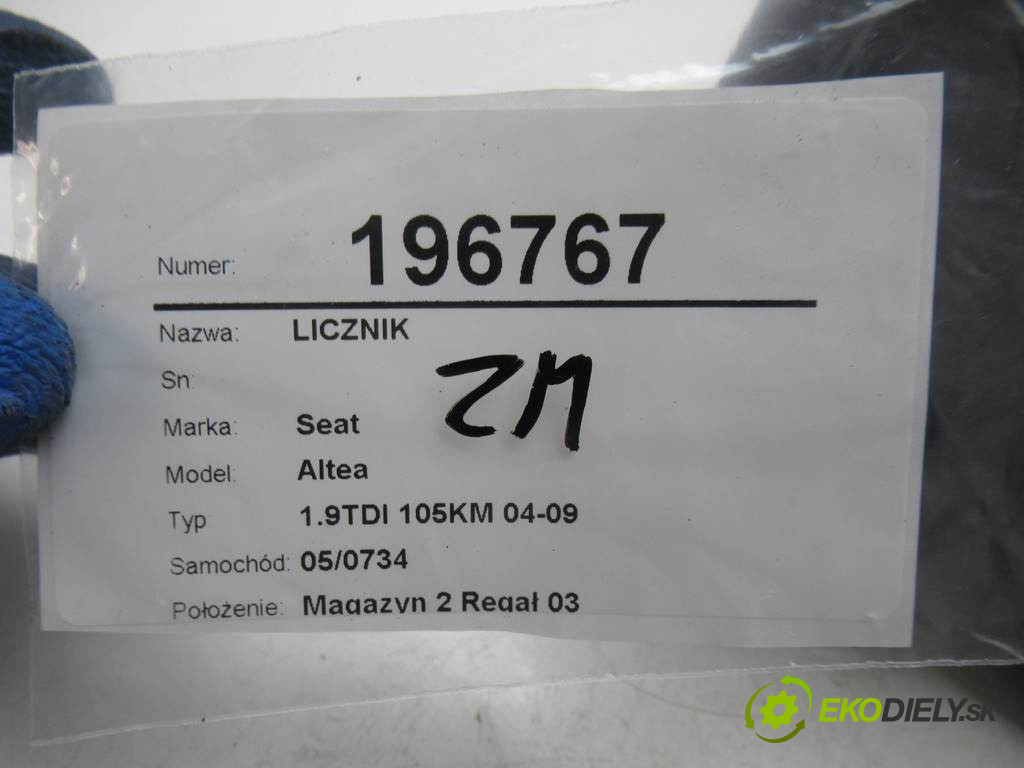 Numer: 196767
Nazwa: LICZNIK
Sn:
ZM
Marka: Seat
Model: Altea
Typ 1.9TDI 105KM 04-09
Samochód: 05/0734
Położenie: Magazyn 2 Regał 03
EKODIELY.sk